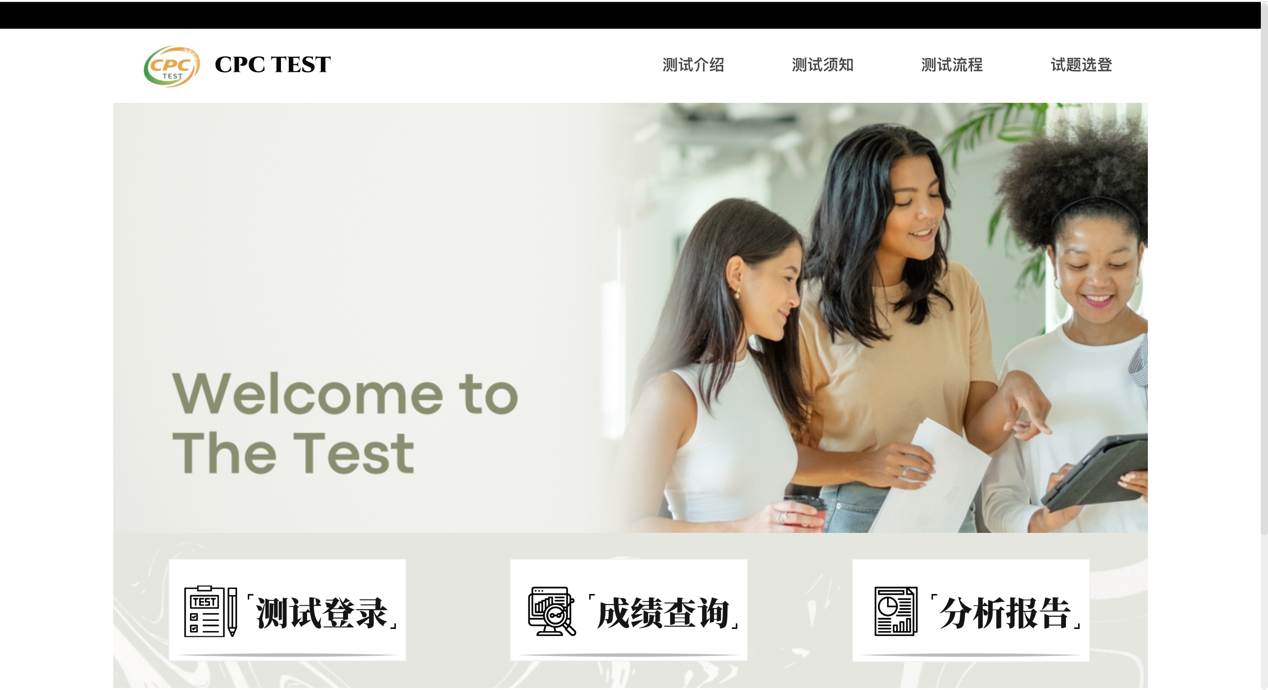 CPC
TEST
CPC TEST
测试介绍
测试须知
测试流程
试题选登
Welcome to
The Test
TEST
「测试登录」
「成绩查询」
「分析报告」